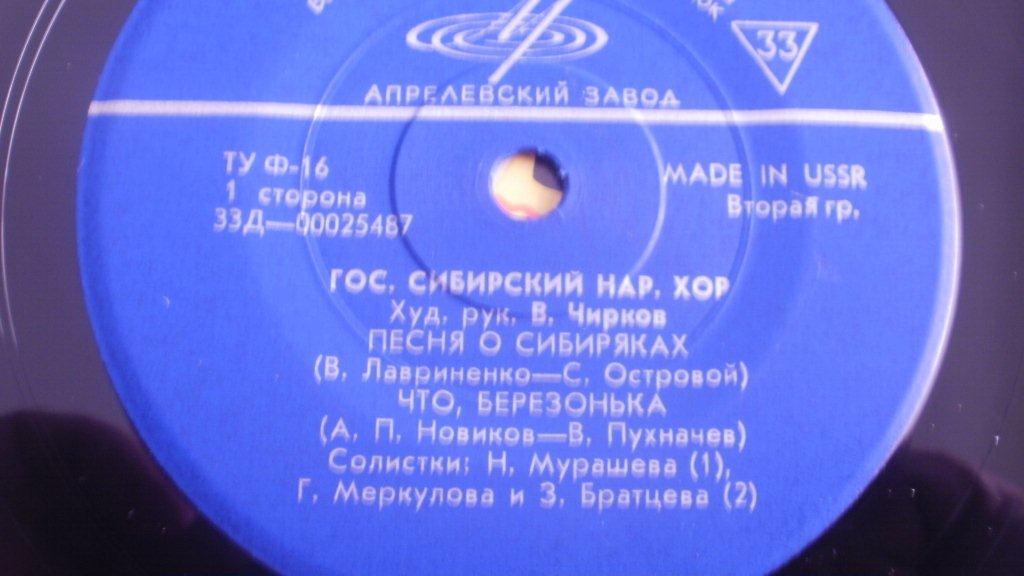 33
АПРЕЛЕВСКИЙ ЗАВОД
ТУ Ф-16
1 сторона
33Д—00025487
MADE IN USSR
Вторая гр.
ГОС. СИБИРСКИЙ НАР. ХОР
Худ. рук. В. Чирков
ПЕСНЯ О СИБИРЯКАХ
(В. Лавриненко—С. Островой)
ЧТО, БЕРЕЗОНЬКА
(А. П. Новиков—В. Пухначев)
Солистки: Н. Мурашева (1),
Г. Меркулова и З. Братцева (2)